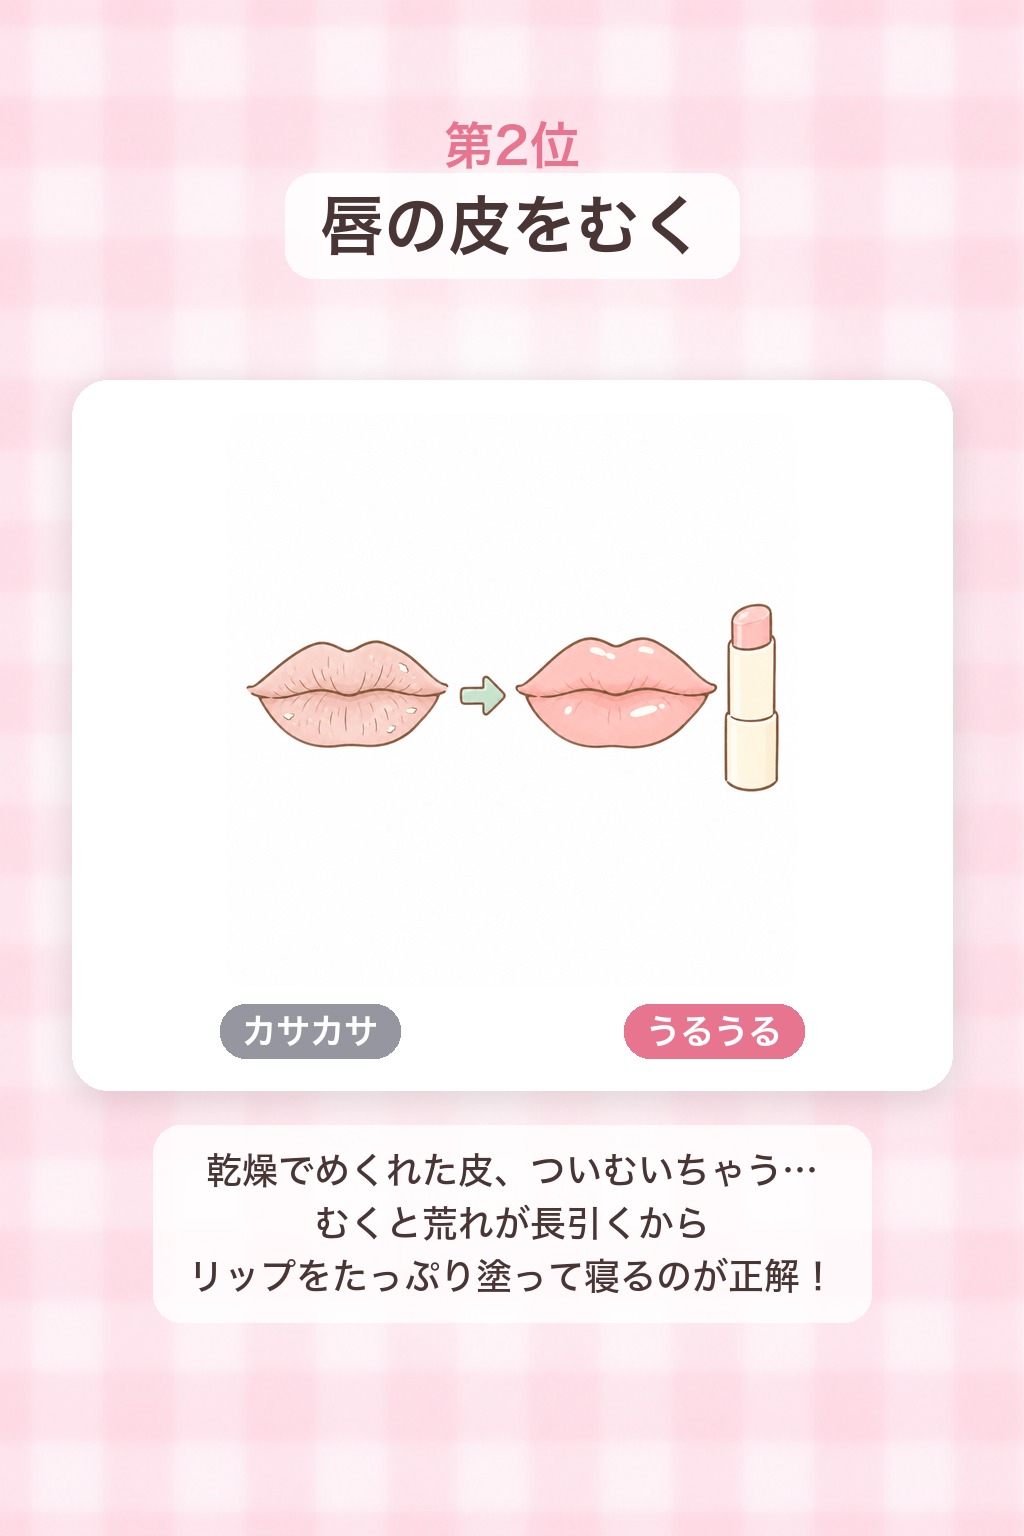 第2位
唇の皮をむく
カサカサ
うるうる
乾燥でめくれた皮、ついむいちゃう…
むくと荒れが長引くから
リップをたっぷり塗って寝るのが正解！